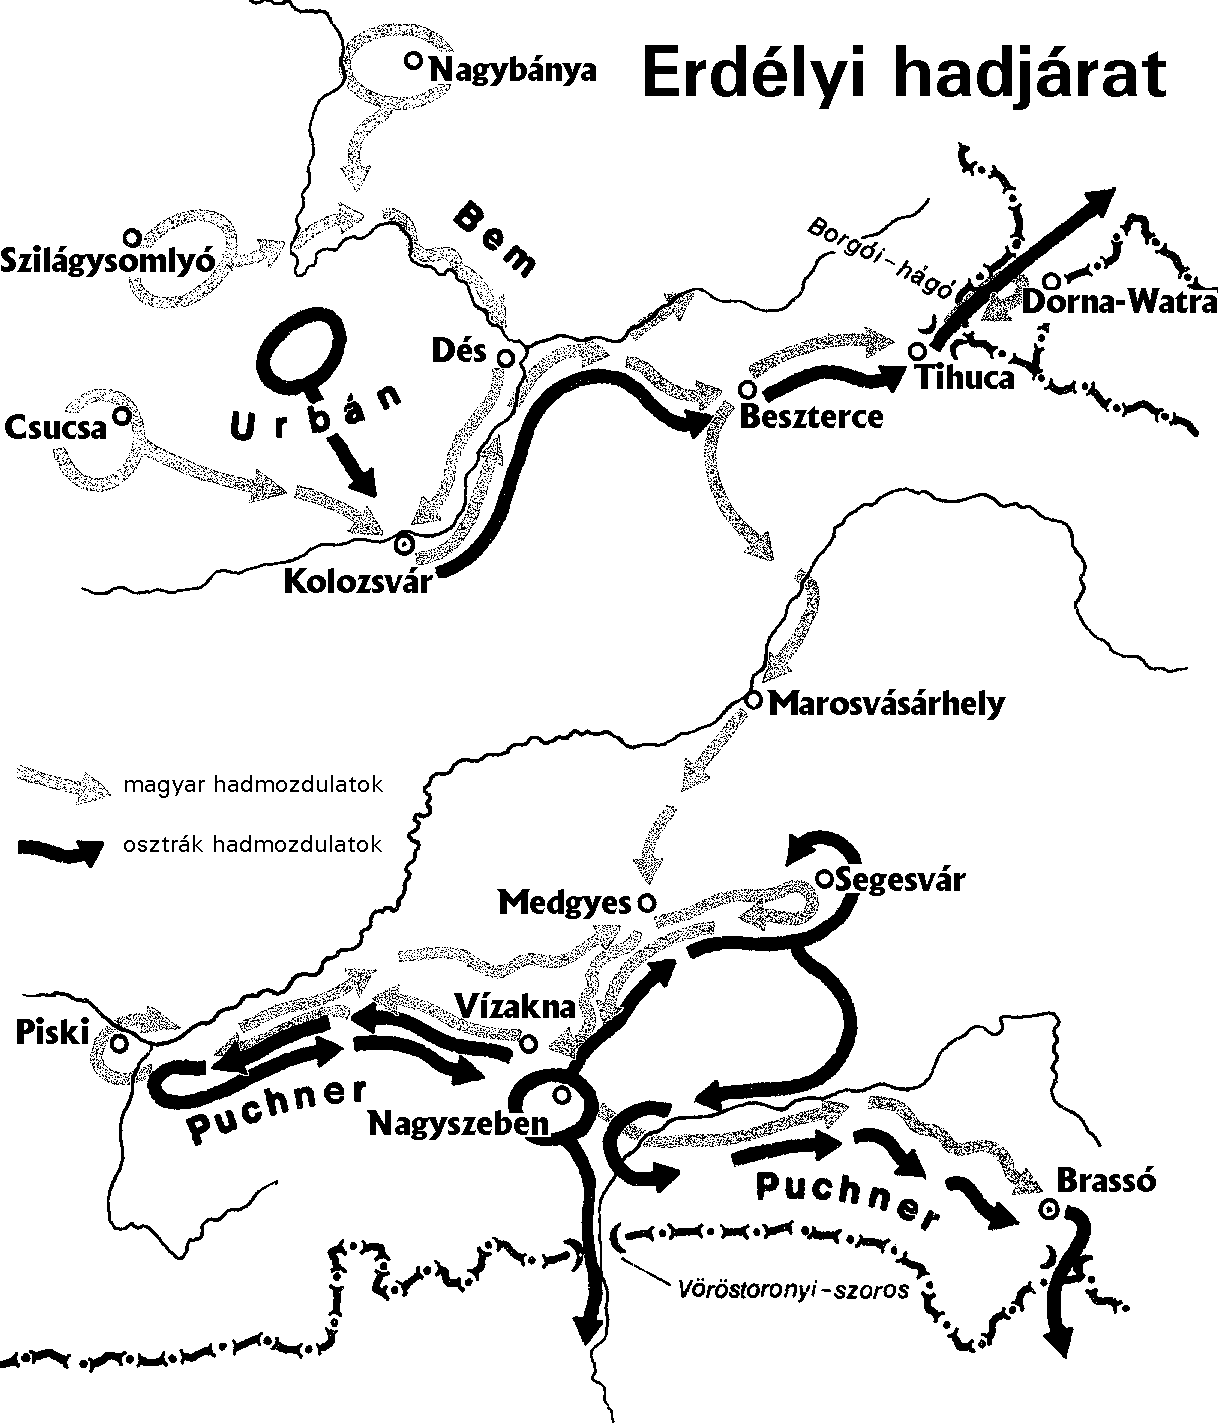 Erdélyi hadjárat
Nagybánya
Bem
Szilágysomlyó
Borgói-hágó
Dorna-Watra
Dés
Tihuca
Urbán
Csucsa
Beszterce
Kolozsvár
Marosvásárhely
magyar hadmozdulatok
osztrák hadmozdulatok
Segesvár
Medgyes
Vízakna
Piski
Puchner
Nagyszeben
Puchner
Brassó
Vöröstoronyi-szoros